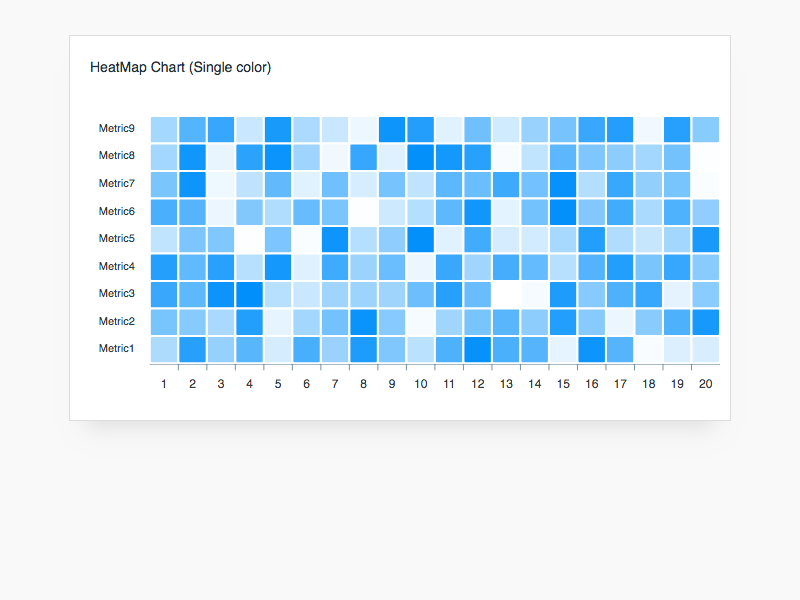 HeatMap Chart (Single color)
Metric9
Metric8
Metric7
Metric6
Metric5
Metric4
Metric3
Metric2
Metric1
1 2 3 4 5 6 7 8 9 10 11 12 13 14 15 16 17 18 19 20